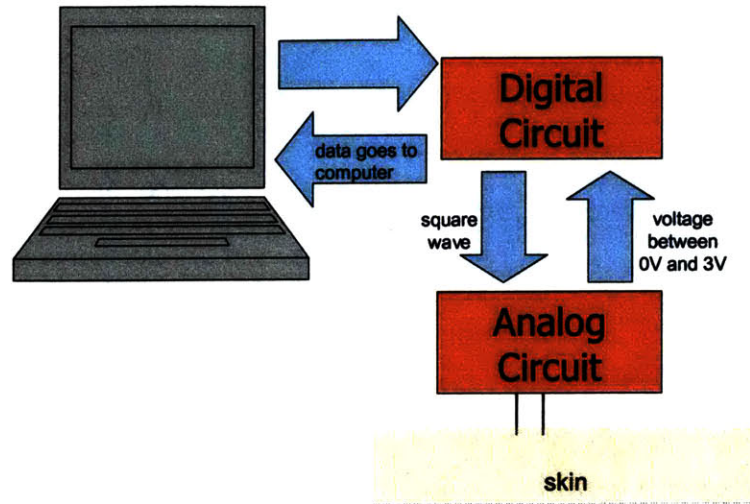 Digital
Circuit
data goes to
computer
square
wave
voltage
between
0V and 3V
Analog
Circuit
skin